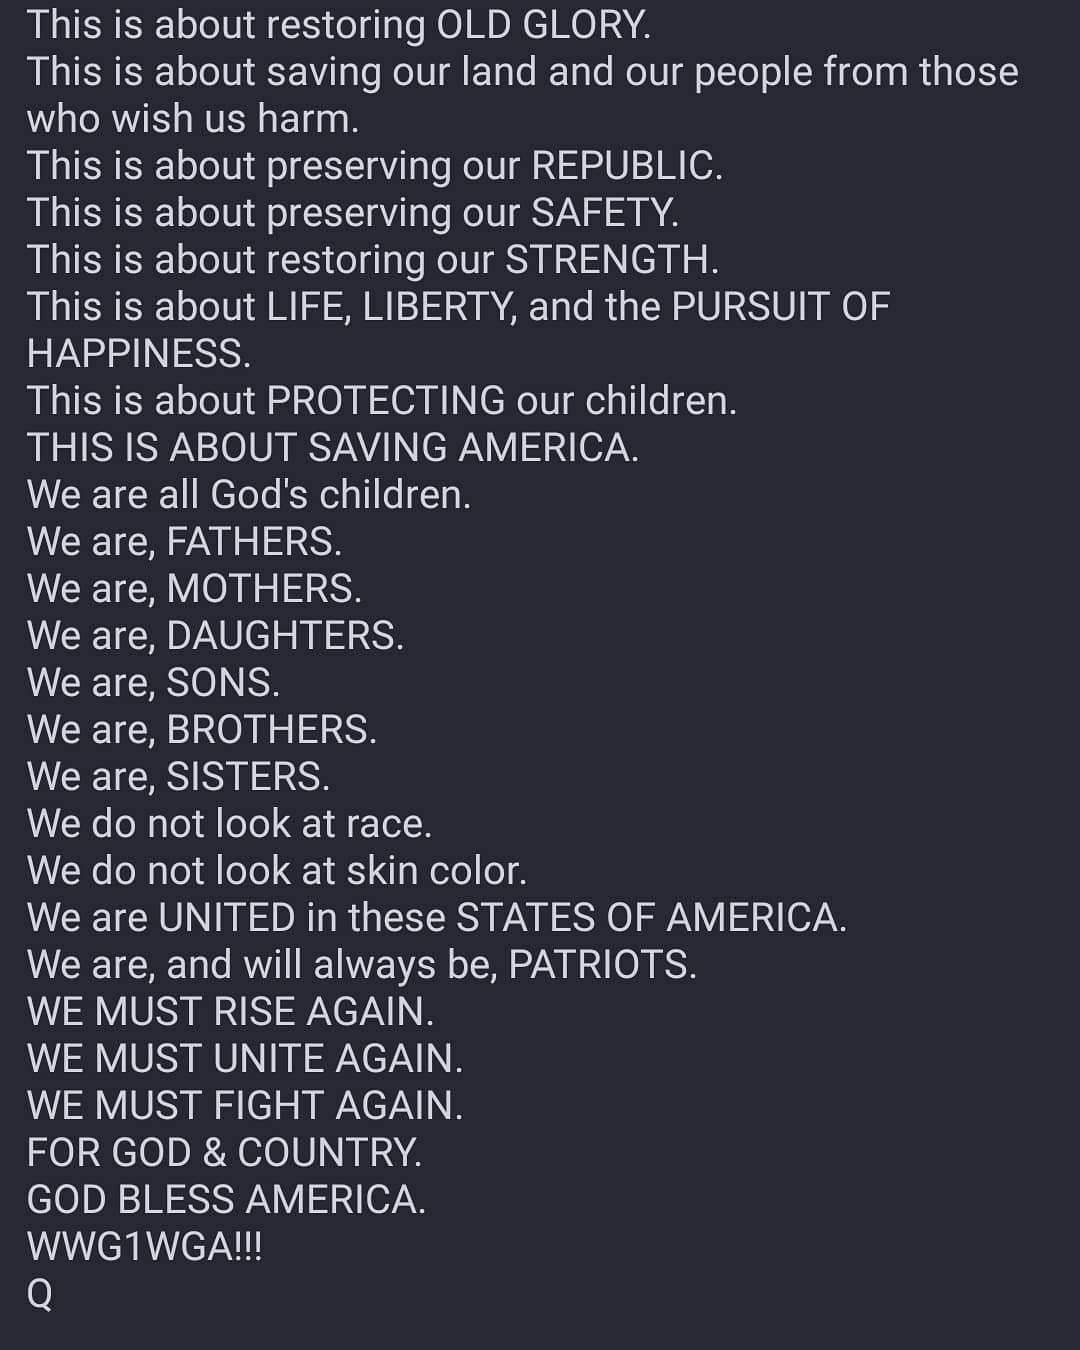 This is about restoring OLD GLORY.
This is about saving our land and our people from those
who wish us harm.
This is about preserving our REPUBLIC.
This is about preserving our SAFETY.
This is about restoring our STRENGTH.
This is about LIFE, LIBERTY, and the PURSUIT OF
HAPPINESS.
This is about PROTECTING our children.
THIS IS ABOUT SAVING AMERICA.
We are all God's children.
We are, FATHERS.
We are, MOTHERS.
We are, DAUGHTERS.
We are, SONS.
We are, BROTHERS.
We are, SISTERS.
We do not look at race.
We do not look at skin color.
We are UNITED in these STATES OF AMERICA.
We are, and will always be, PATRIOTS.
WE MUST RISE AGAIN.
WE MUST UNITE AGAIN.
WE MUST FIGHT AGAIN.
FOR GOD & COUNTRY.
GOD BLESS AMERICA.
WWG1WGA!!!
Q